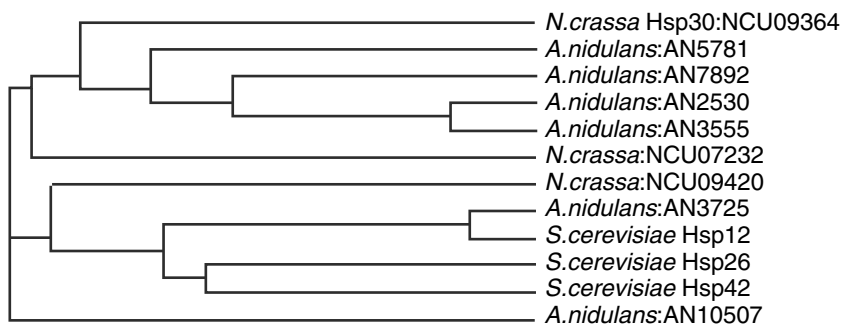 N.crassa Hsp30:NCU09364
A.nidulans:AN5781
A.nidulans:AN7892
A.nidulans:AN2530
A.nidulans:AN3555
N.crassa:NCU07232
N.crassa:NCU09420
A.nidulans:AN3725
S.cerevisiae Hsp12
S.cerevisiae Hsp26
S.cerevisiae Hsp42
A.nidulans:AN10507